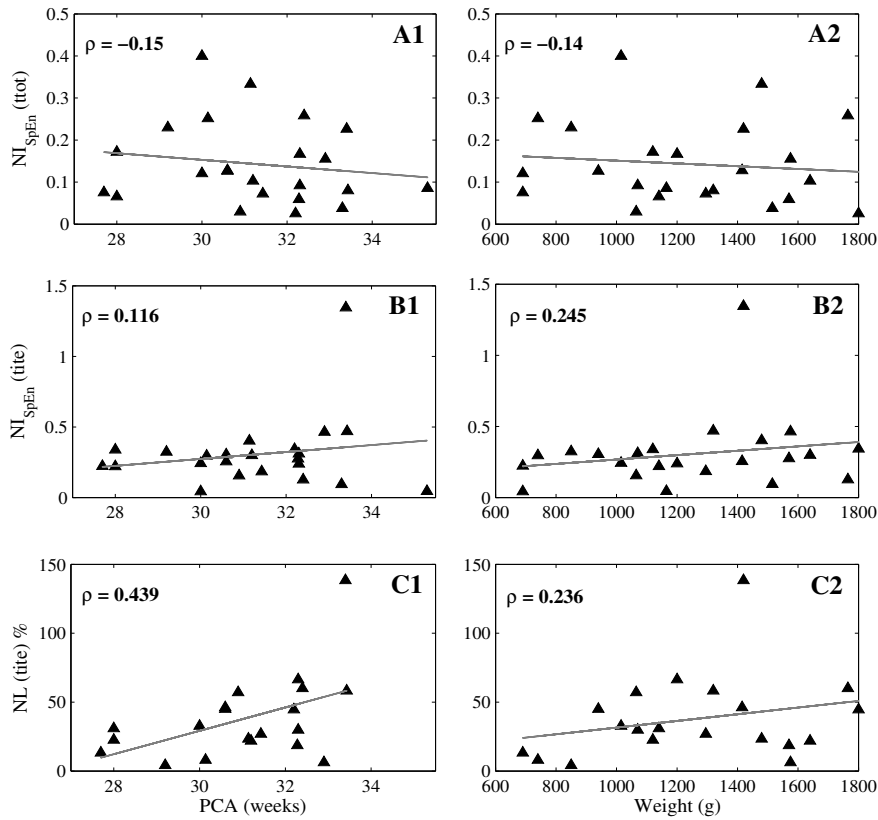 0.5
0.4
0.3
0.2
0.1
0
NI_SpEn (ttot)
ρ = −0.15
A1
28 30 32 34
ρ = −0.14
A2
0.5
0.4
0.3
0.2
0.1
0
600 800 1000 1200 1400 1600 1800
1.5
1
0.5
0
NI_SpEn (tite)
ρ = 0.116
B1
28 30 32 34
ρ = 0.245
B2
1.5
1
0.5
0
600 800 1000 1200 1400 1600 1800
150
100
50
0
NL (tite) %
ρ = 0.439
C1
28 30 32 34
PCA (weeks)
ρ = 0.236
C2
150
100
50
0
600 800 1000 1200 1400 1600 1800
Weight (g)